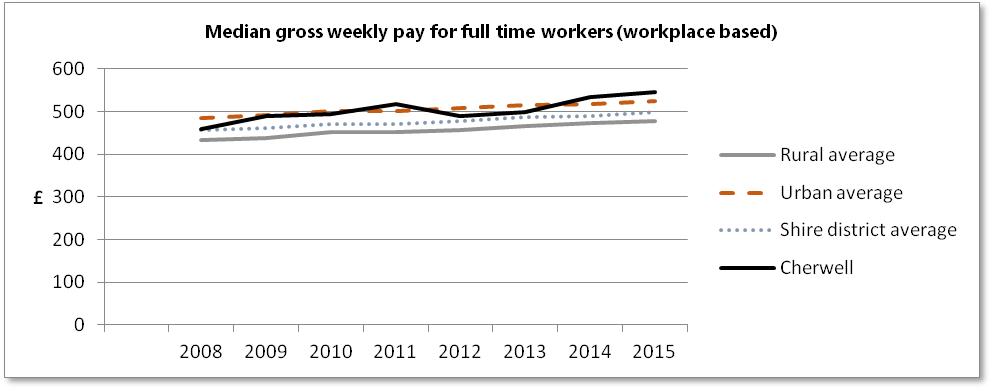 Median gross weekly pay for full time workers (workplace based)
600
500
400
300
200
100
0
£
2008 2009 2010 2011 2012 2013 2014 2015
Rural average
Urban average
Shire district average
Cherwell